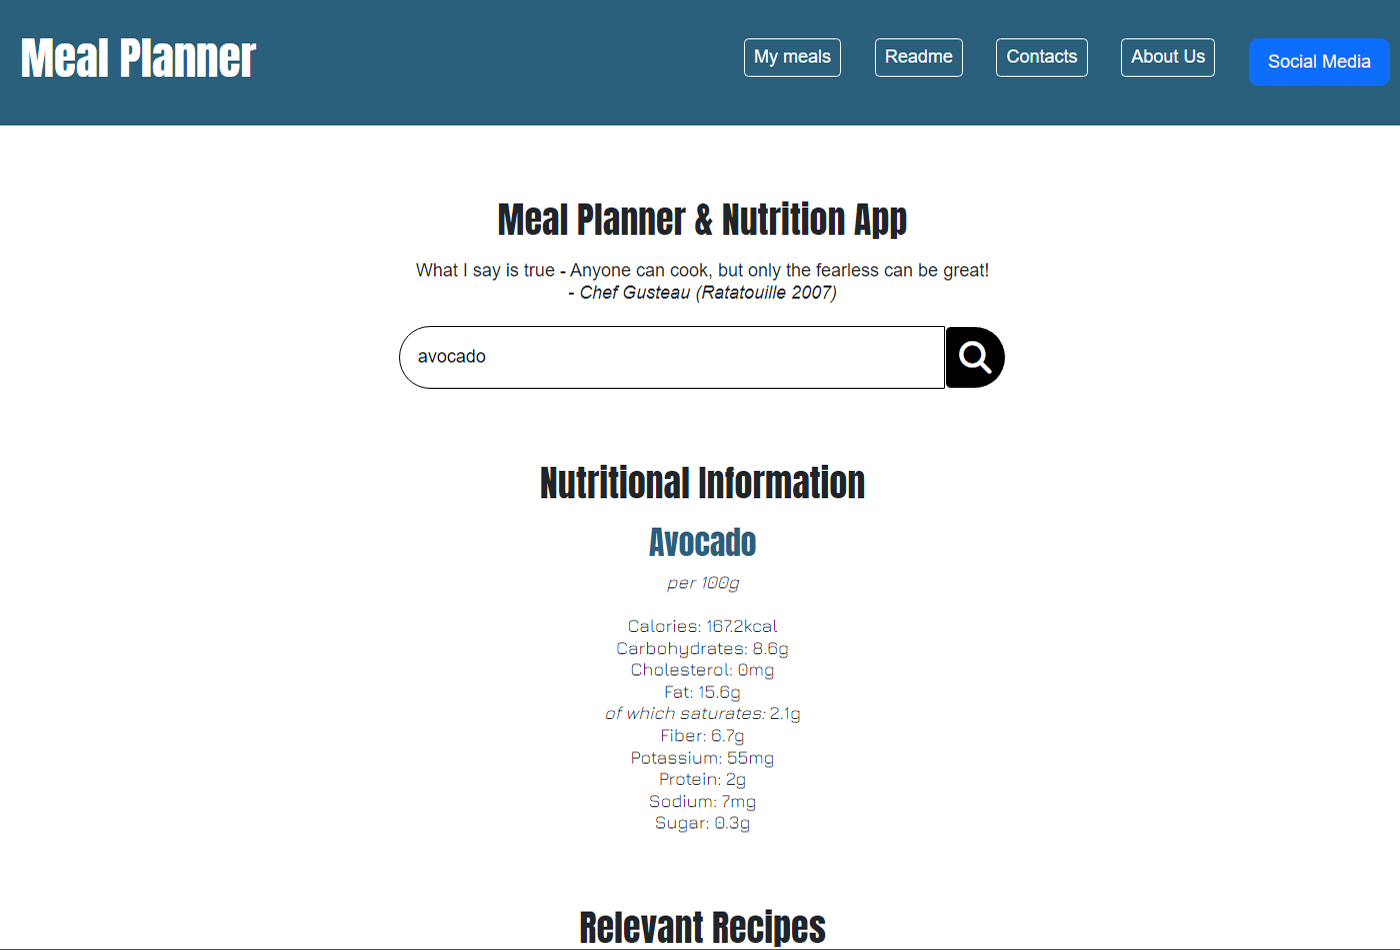 Meal Planner
My meals
Readme
Contacts
About Us
Social Media
Meal Planner & Nutrition App
What I say is true - Anyone can cook, but only the fearless can be great!
- Chef Gusteau (Ratatouille 2007)
avocado
Nutritional Information
Avocado
per 100g
Calories: 167.2kcal
Carbohydrates: 8.6g
Cholesterol: 0mg
Fat: 15.6g
of which saturates: 2.1g
Fiber: 6.7g
Potassium: 55mg
Protein: 2g
Sodium: 7mg
Sugar: 0.3g
Relevant Recipes